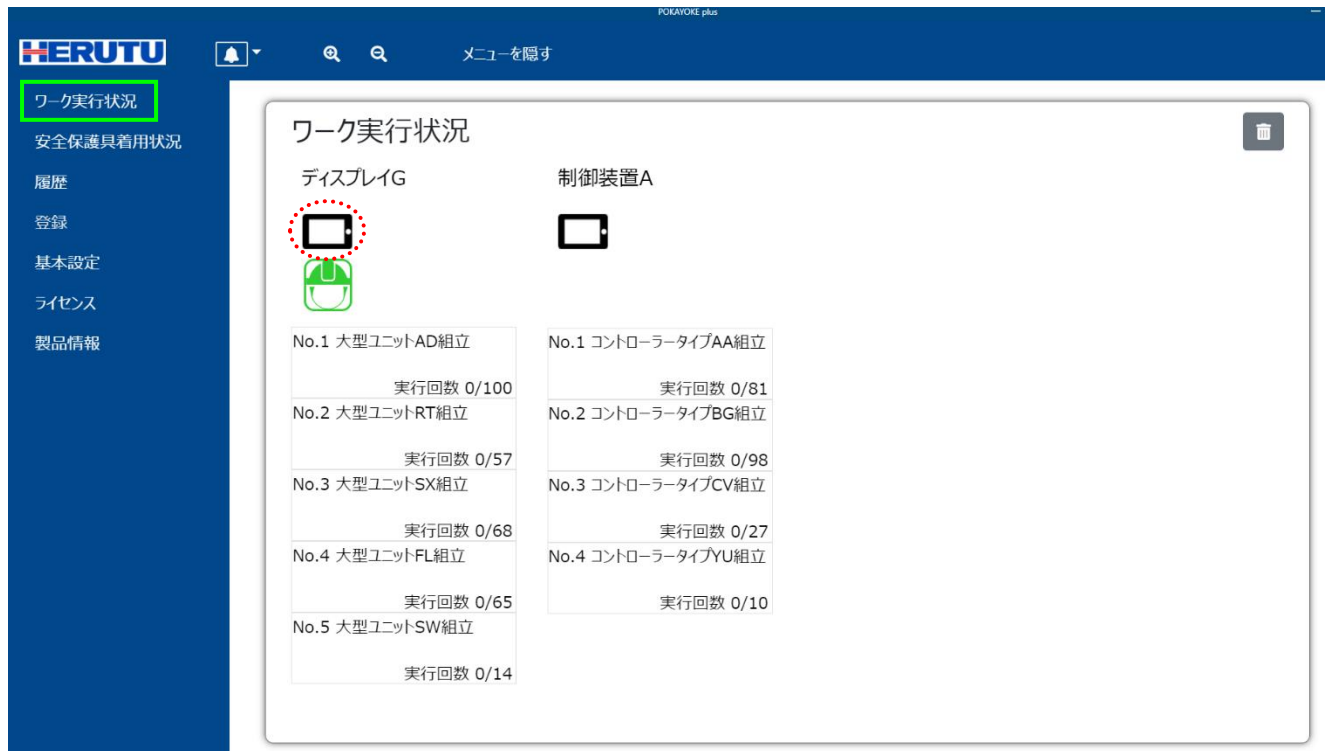 POKAYOKE plus
HERUTU
メニューを隠す
ワーク実行状況
安全保護具着用状況
履歴
登録
基本設定
ライセンス
製品情報
ワーク実行状況
ディスプレイG
制御装置A
No.1 大型ユニットAD組立
実行回数 0/100
No.2 大型ユニットRT組立
実行回数 0/57
No.3 大型ユニットSX組立
実行回数 0/68
No.4 大型ユニットFL組立
実行回数 0/65
No.5 大型ユニットSW組立
実行回数 0/14
No.1 コントローラータイプAA組立
実行回数 0/81
No.2 コントローラータイプBG組立
実行回数 0/98
No.3 コントローラータイプCV組立
実行回数 0/27
No.4 コントローラータイプYU組立
実行回数 0/10